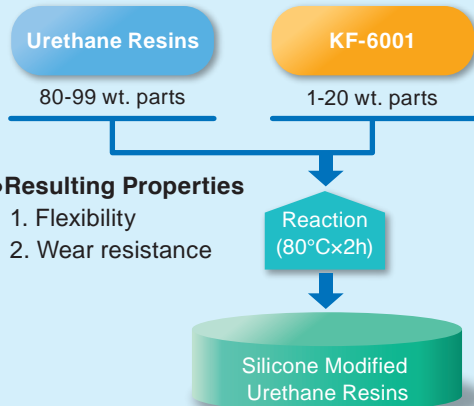 Urethane Resins
KF-6001
80-99 wt. parts
1-20 wt. parts
Resulting Properties
1. Flexibility
2. Wear resistance
Reaction
(80°C×2h)
Silicone Modified
Urethane Resins